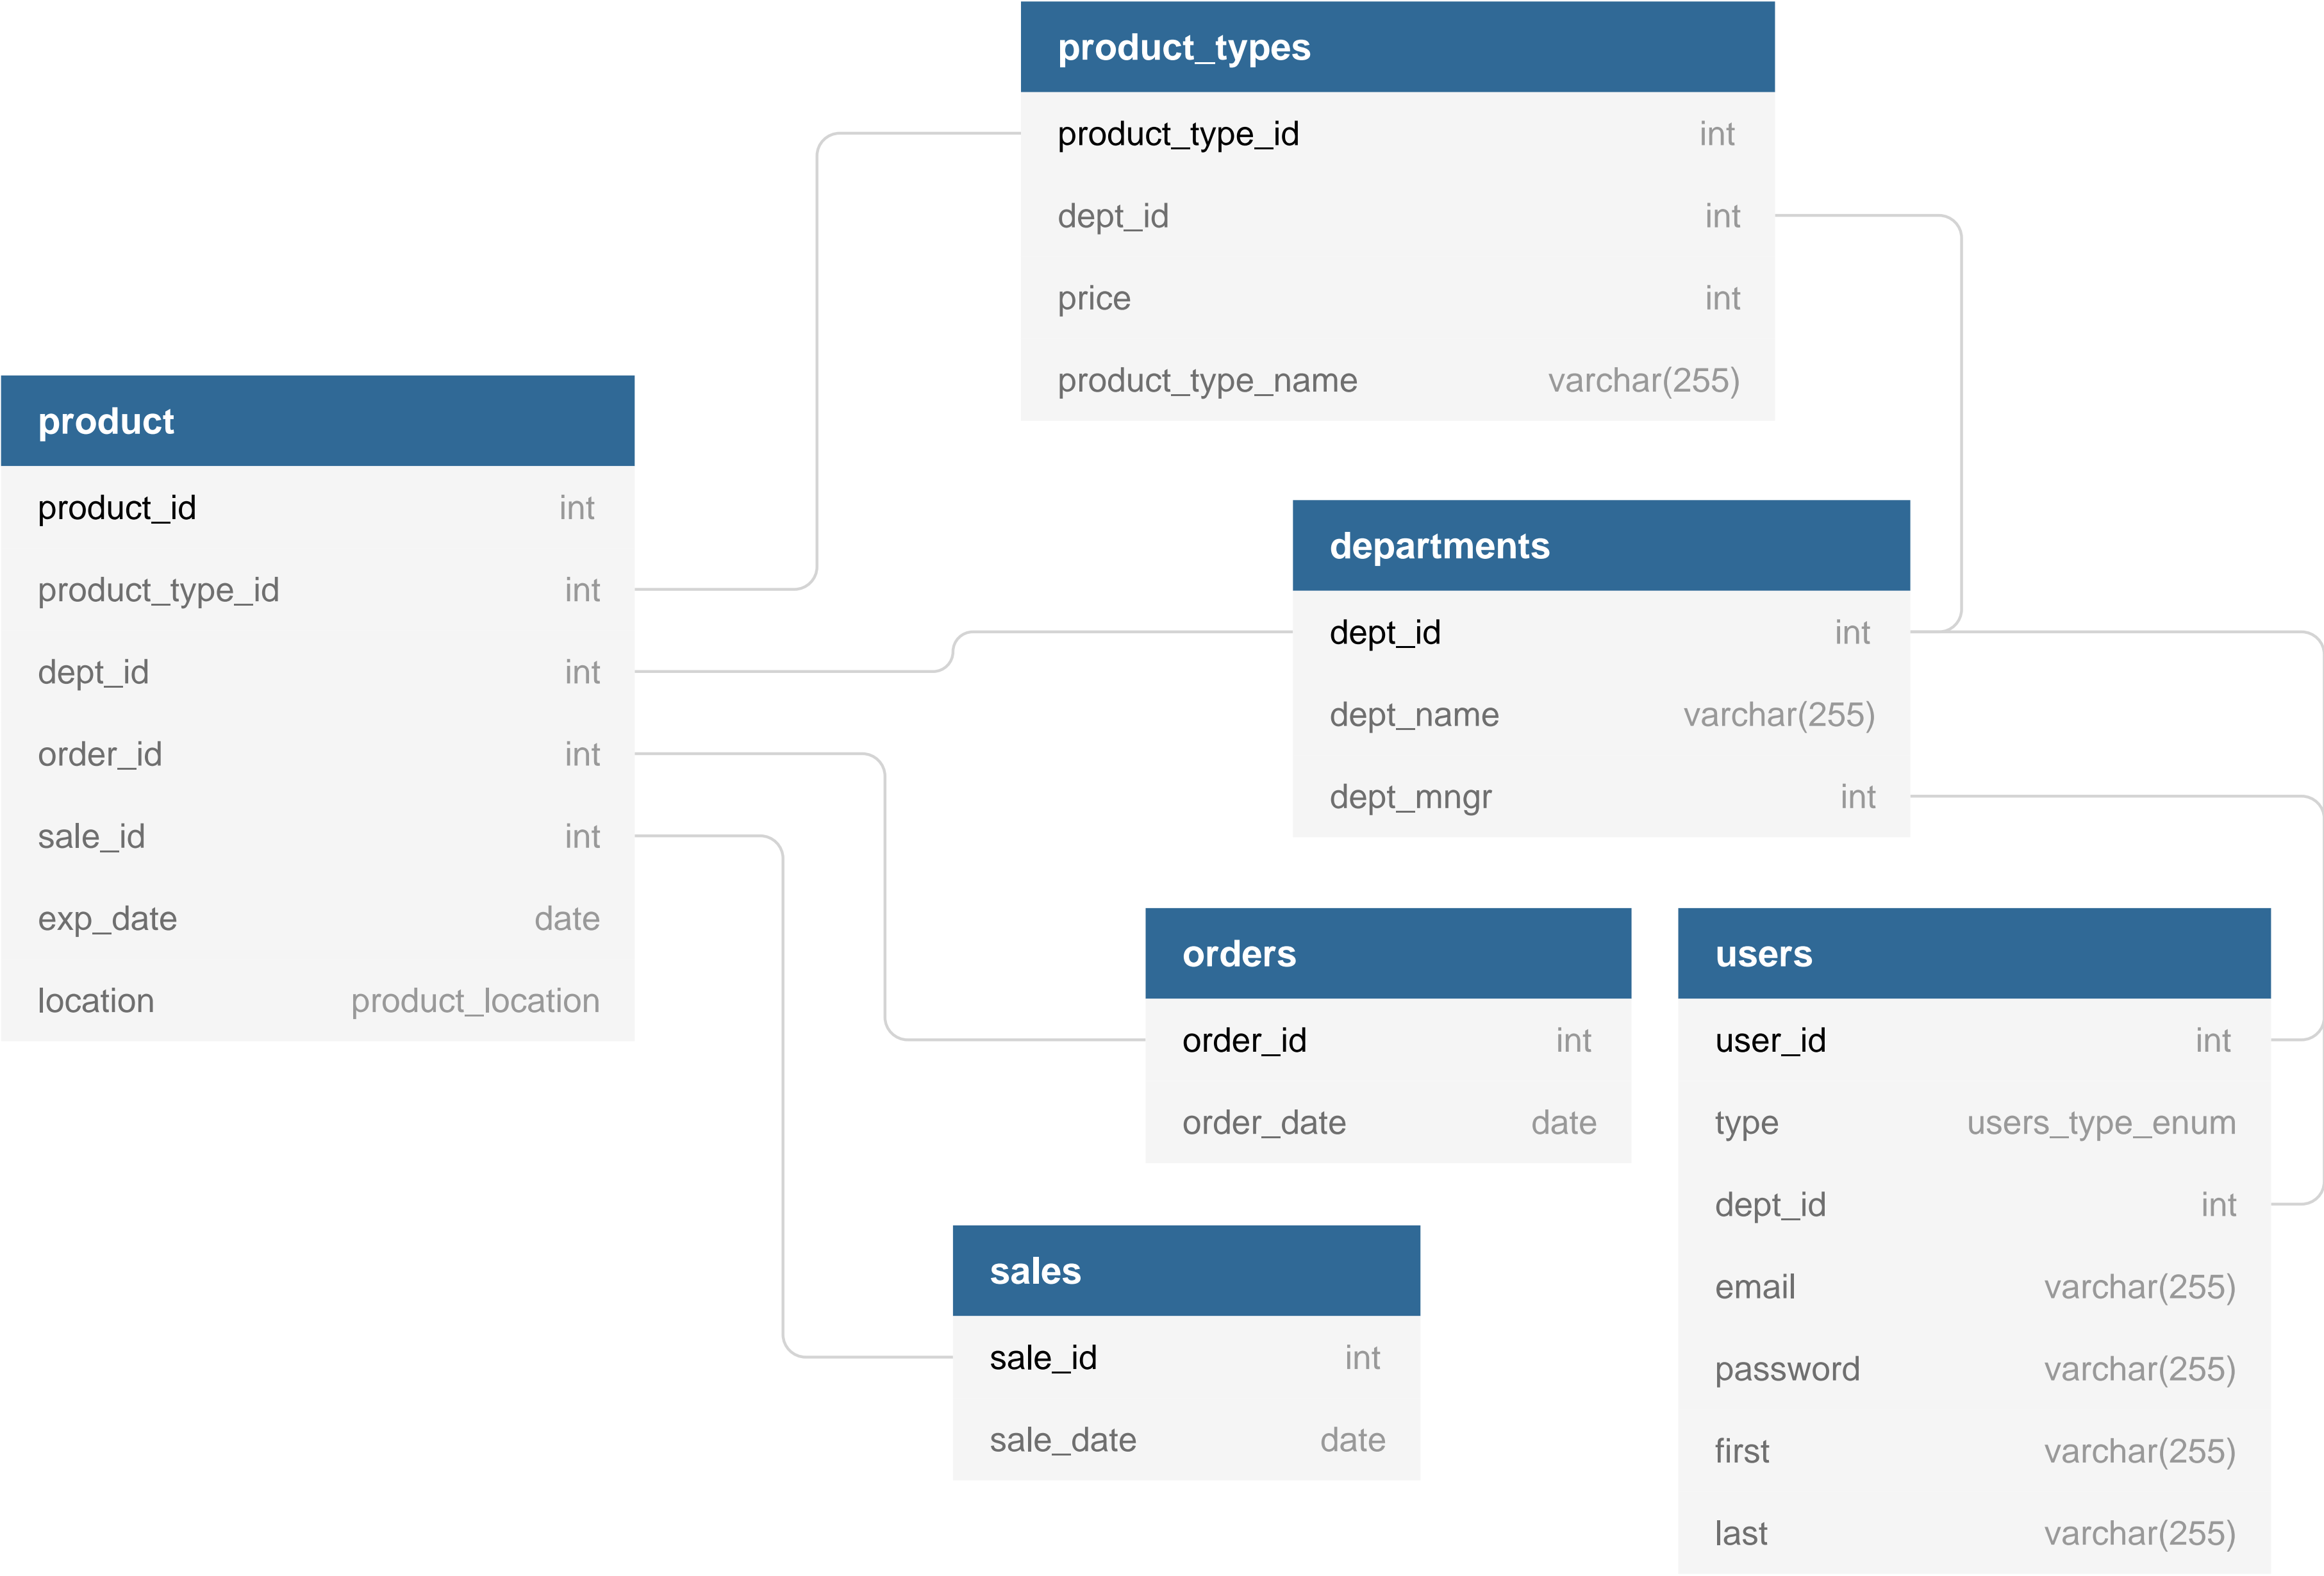 product_types
product_type_id int
dept_id int
price int
product_type_name varchar(255)
product
product_id int
product_type_id int
dept_id int
order_id int
sale_id int
exp_date date
location product_location
departments
dept_id int
dept_name varchar(255)
dept_mngr int
orders
order_id int
order_date date
users
user_id int
type users_type_enum
dept_id int
email varchar(255)
password varchar(255)
first varchar(255)
last varchar(255)
sales
sale_id int
sale_date date